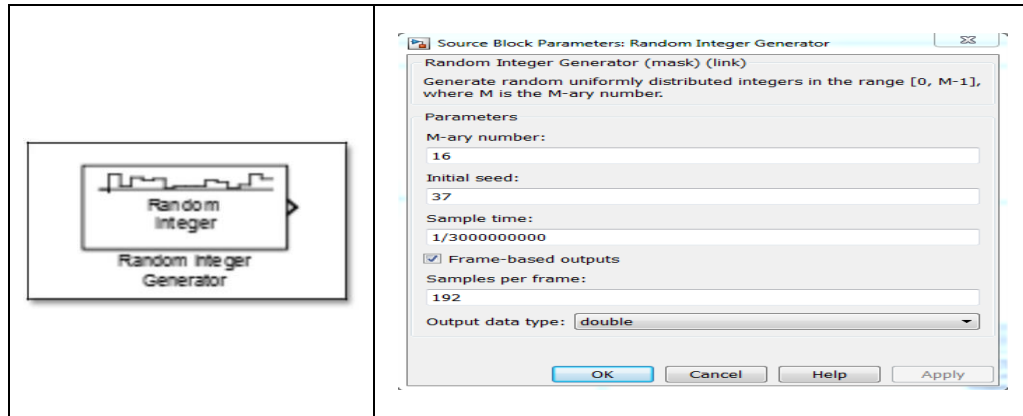 Random
Integer
Random Integer
Generator
Source Block Parameters: Random Integer Generator
Random Integer Generator (mask) (link)
Generate random uniformly distributed integers in the range [0, M-1],
where M is the M-ary number.
Parameters
M-ary number:
16
Initial seed:
37
Sample time:
1/3000000000
Frame-based outputs
Samples per frame:
192
Output data type: double
OK Cancel Help Apply